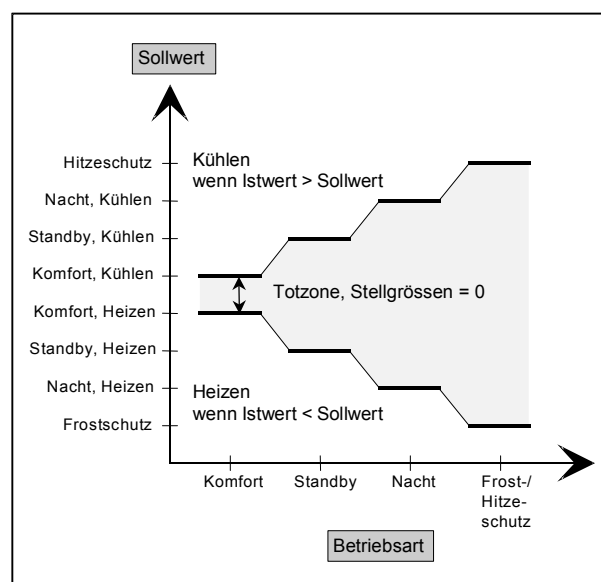 Sollwert
Hitzeschutz
Kühlen
wenn Istwert > Sollwert
Nacht, Kühlen
Standby, Kühlen
Komfort, Kühlen
Totzone, Stellgrössen = 0
Komfort, Heizen
Standby, Heizen
Nacht, Heizen
Heizen
wenn Istwert < Sollwert
Frostschutz
Komfort
Standby
Nacht
Frost-/
Hitze-
schutz
Betriebsart